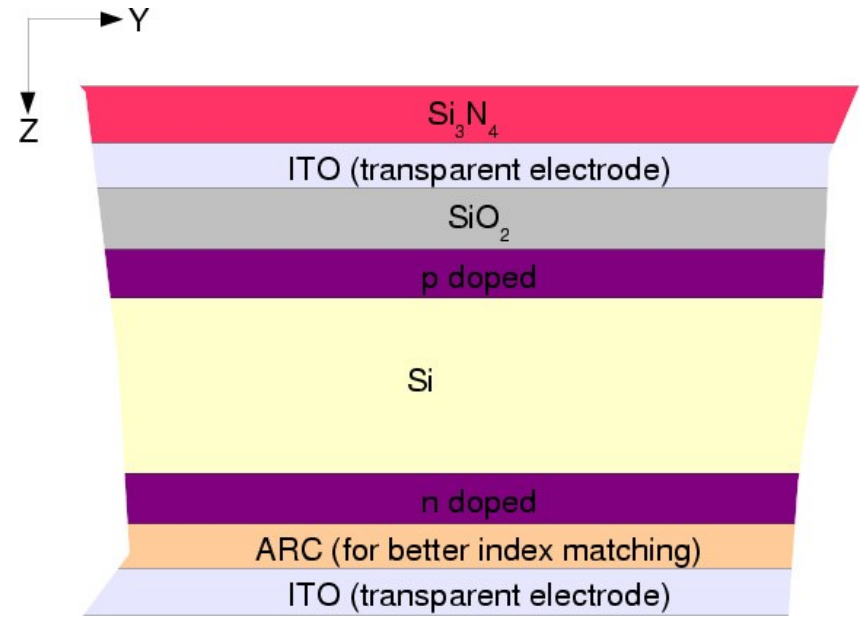 Y
Z
Si₃N₄
ITO (transparent electrode)
SiO₂
p doped
Si
n doped
ARC (for better index matching)
ITO (transparent electrode)